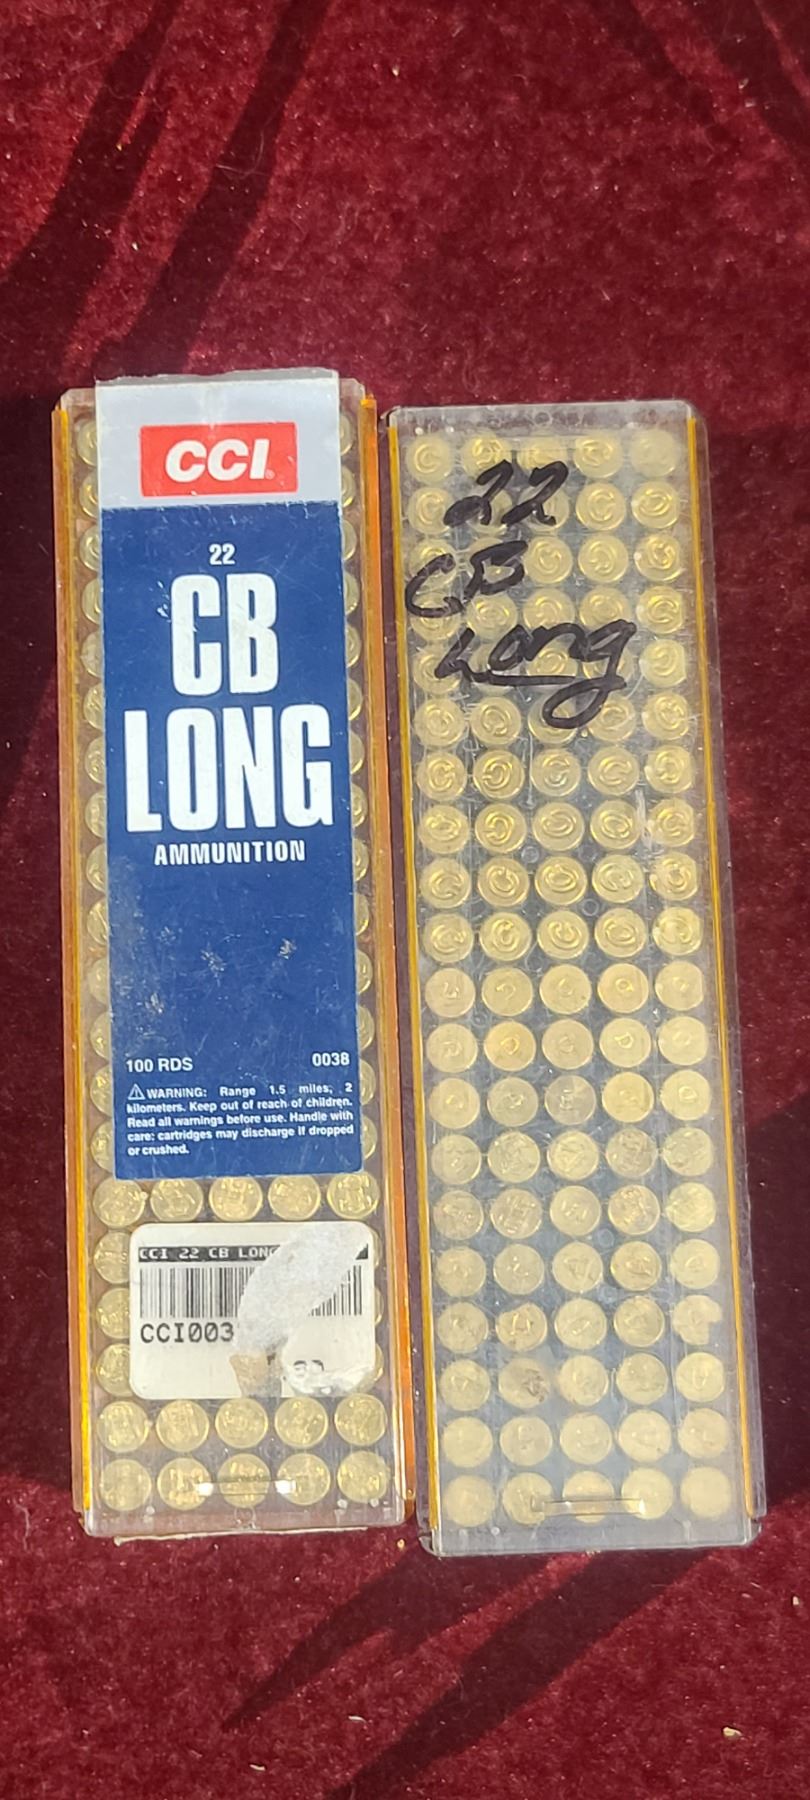 CCI
22
CB
LONG
AMMUNITION
100 RDS 0038
⚠WARNING: Range 1.5 miles, 2
kilometers. Keep out of reach of children.
Read all warnings before use. Handle with
care: cartridges may discharge if dropped
or crushed.
CCI 22 CB LONG
CCI003
22
CB
Long